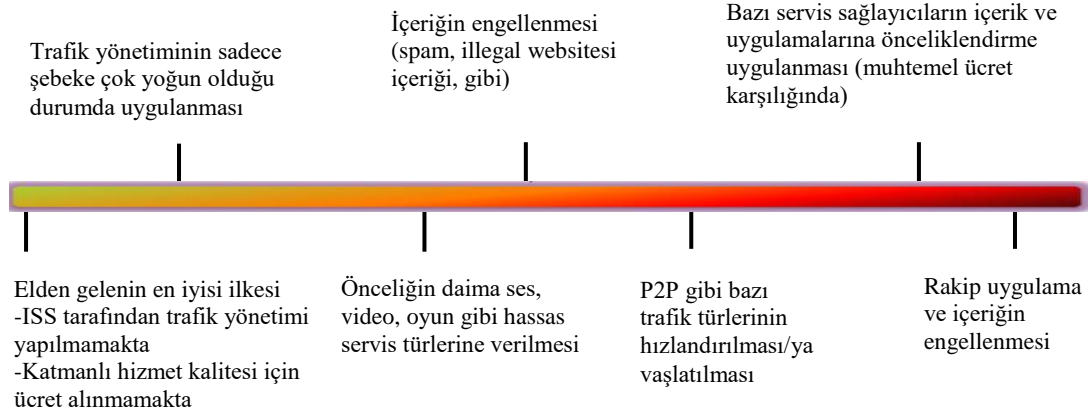 Trafik yönetiminin sadece
şebeke çok yoğun olduğu
durumda uygulanması
İçeriğin engellenmesi
(spam, illegal websitesi
içeriği, gibi)
Bazı servis sağlayıcıların içerik ve
uygulamalarına önceliklendirme
uygulanması (muhtemel ücret
karşılığında)
Elden gelenin en iyisi ilkesi
-ISS tarafından trafik yönetimi
yapılmamakta
-Katmanlı hizmet kalitesi için
ücret alınmamakta
Önceliğin daima ses,
video, oyun gibi hassas
servis türlerine verilmesi
P2P gibi bazı
trafik türlerinin
hızlandırılması/ya
vaşlatılması
Rakip uygulama
ve içeriğin
engellenmesi